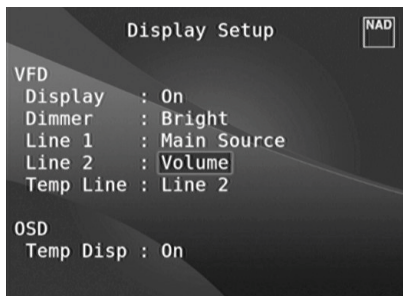 Display Setup
NAD
VFD
Display : On
Dimmer : Bright
Line 1 : Main Source
Line 2 : Volume
Temp Line : Line 2
OSD
Temp Disp : On